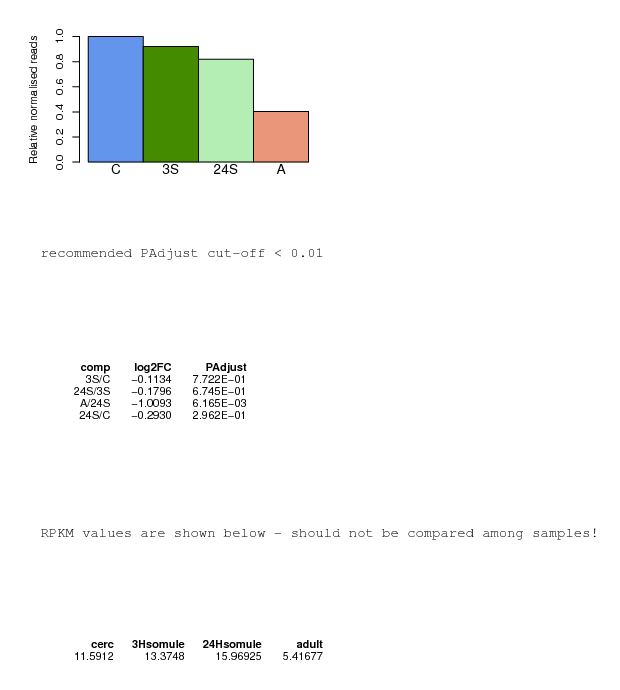 Relative normalised reads
1.0
0.8
0.6
0.4
0.2
0.0
C 3S 24S A
recommended PAdjust cut-off < 0.01
comp log2FC PAdjust
3S/C −0.1134 7.722E−01
24S/3S −0.1796 6.745E−01
A/24S −1.0093 6.165E−03
24S/C −0.2930 2.962E−01
RPKM values are shown below - should not be compared among samples!
cerc 3Hsomule 24Hsomule adult
11.5912 13.3748 15.96925 5.41677